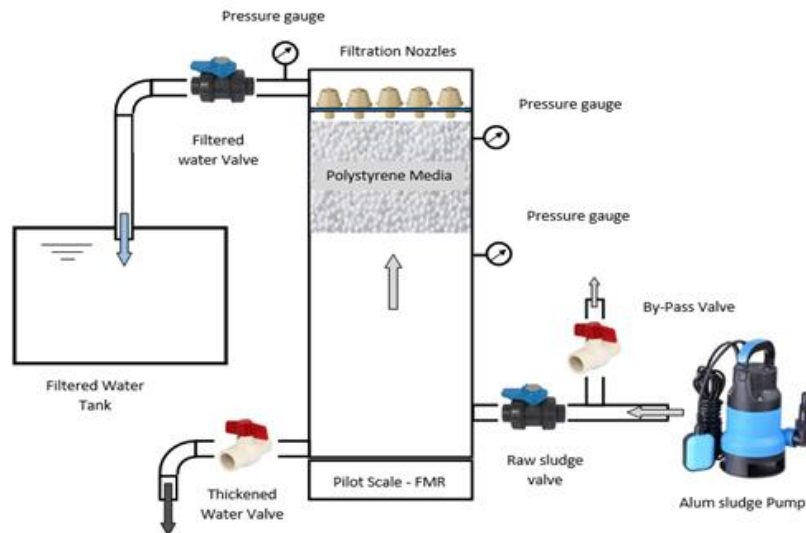 Pressure gauge
Filtration Nozzles
Pressure gauge
Filtered
water Valve
Polystyrene Media
Pressure gauge
By-Pass Valve
Filtered Water
Tank
Raw sludge
valve
Thickened
Water Valve
Pilot Scale - FMR
Alum sludge Pump